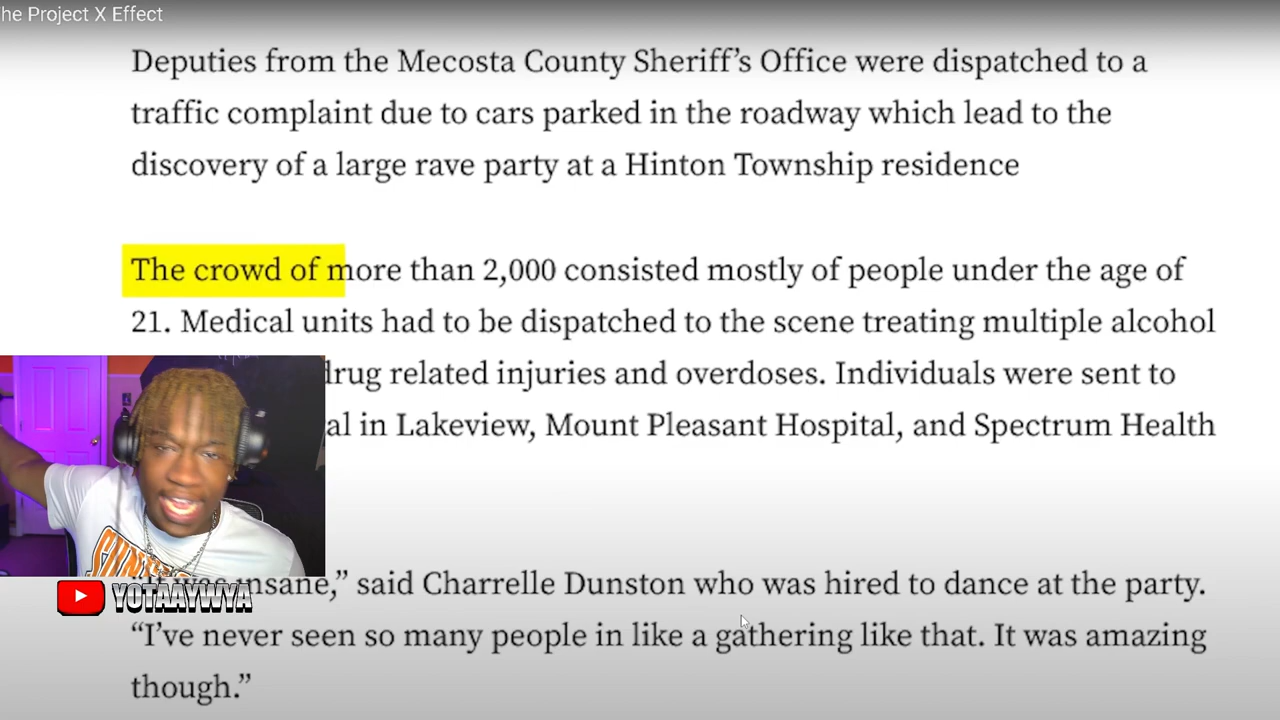 he Project X Effect
Deputies from the Mecosta County Sheriff’s Office were dispatched to a
traffic complaint due to cars parked in the roadway which lead to the
discovery of a large rave party at a Hinton Township residence
The crowd of more than 2,000 consisted mostly of people under the age of
21. Medical units had to be dispatched to the scene treating multiple alcohol
drug related injuries and overdoses. Individuals were sent to
al in Lakeview, Mount Pleasant Hospital, and Spectrum Health
“It was insane,” said Charrelle Dunston who was hired to dance at the party.
YOTAAYWYA
“I’ve never seen so many people in like a gathering like that. It was amazing
though.”